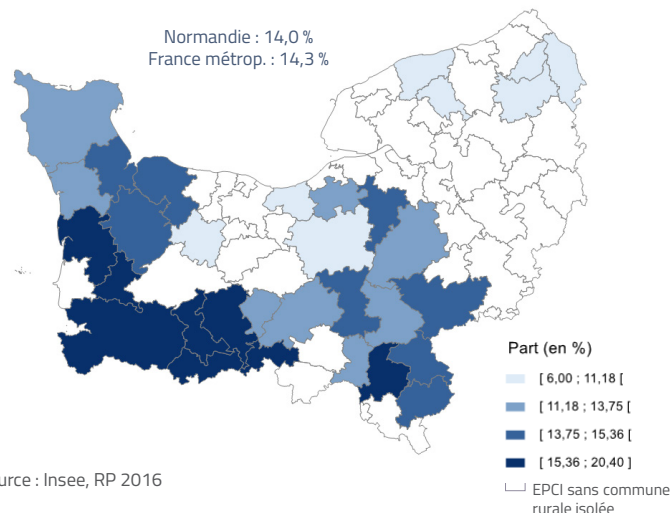 Normandie : 14,0 %
France métrop. : 14,3 %
Part (en %)
[ 6,00 ; 11,18 [
[ 11,18 ; 13,75 [
[ 13,75 ; 15,36 [
[ 15,36 ; 20,40 ]
EPCI sans commune
rurale isolée
urce : Insee, RP 2016